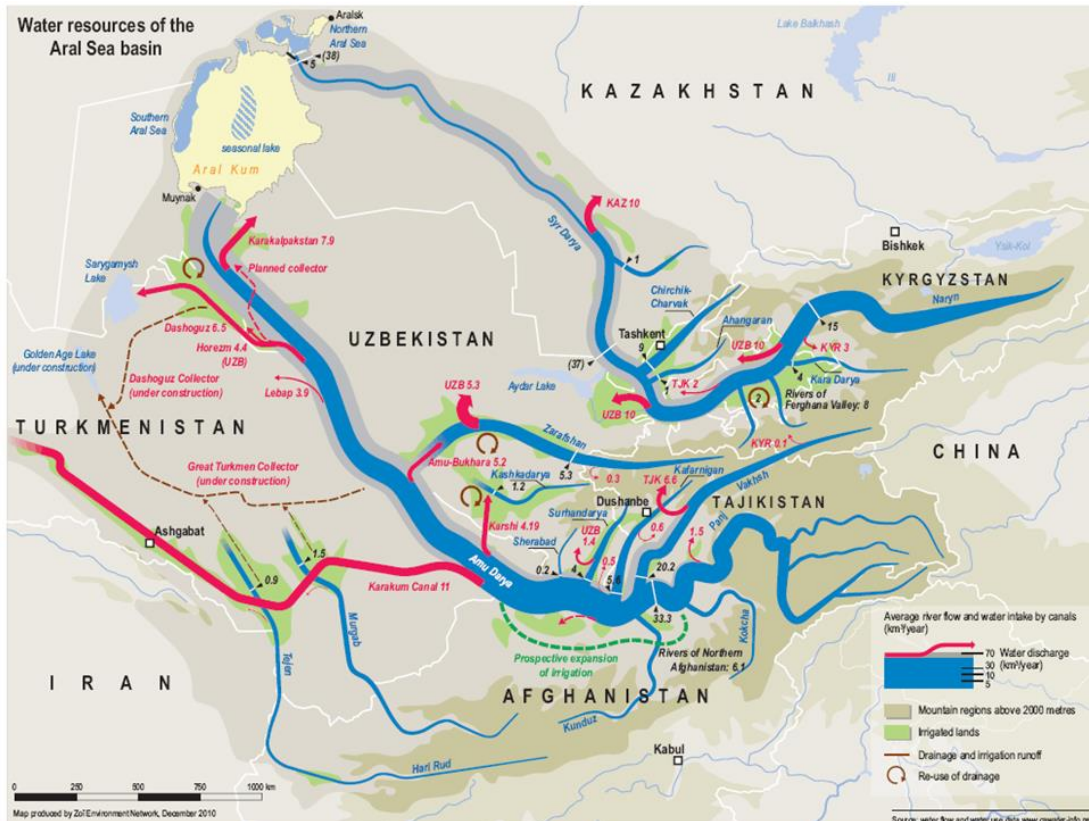 Water resources of the
Aral Sea basin
Aralsk
Northern
Aral Sea
(38)
5
Lake Balkhash
Ili
KAZAKHSTAN
Southern
Aral Sea
seasonal lake
Aral Kum
Muynak
KAZ 10
Karakalpakstan 7.9
Syr Darya
Bishkek
Ysik-Kol
Planned collector
1
Sarygamysh
Lake
Chirchik-
Charvak
KYRGYZSTAN
Naryn
Ahangaran
Tashkent
15
UZBEKISTAN
Dashoguz 6.5
UZB 10
KYR 3
9
Horezm 4.4
(UZB)
(37)
4
Golden Age Lake
(under construction)
Kara Darya
TJK 2
1
Dashoguz Collector
(under construction)
UZB 5.3
Aydar Lake
Rivers of
Ferghana Valley: 8
2
Lebap 3.9
UZB 10
TURKMENISTAN
Zarafshan
KYR 0.1
CHINA
Amu-Bukhara 5.2
Kafarnigan
Great Turkmen Collector
(under construction)
Kashkadarya
5.3
0.3
Vakhsh
1.2
TJK 6.6
Dushanbe
TAJIKISTAN
Surhandarya
Panj
Ashgabat
Karshi 4.19
UZB
1.4
0.6
Sherabad
1.5
1.5
0.5
Amu Darya
0.2
4
5.6
20.2
0.9
Karakum Canal 11
33.3
Kokcha
Murgab
Tejen
Prospective expansion
of irrigation
Rivers of Northern
Afghanistan: 6.1
IRAN
AFGHANISTAN
Kunduz
Kabul
Hari Rud
Average river flow and water intake by canals
(km³/year)
70 Water discharge
30 (km³/year)
10
5
Mountain regions above 2000 metres
Irrigated lands
Drainage and irrigation runoff
Re-use of drainage
0 250 500 750 1000 km
Map produced by Zoï Environment Network, December 2010